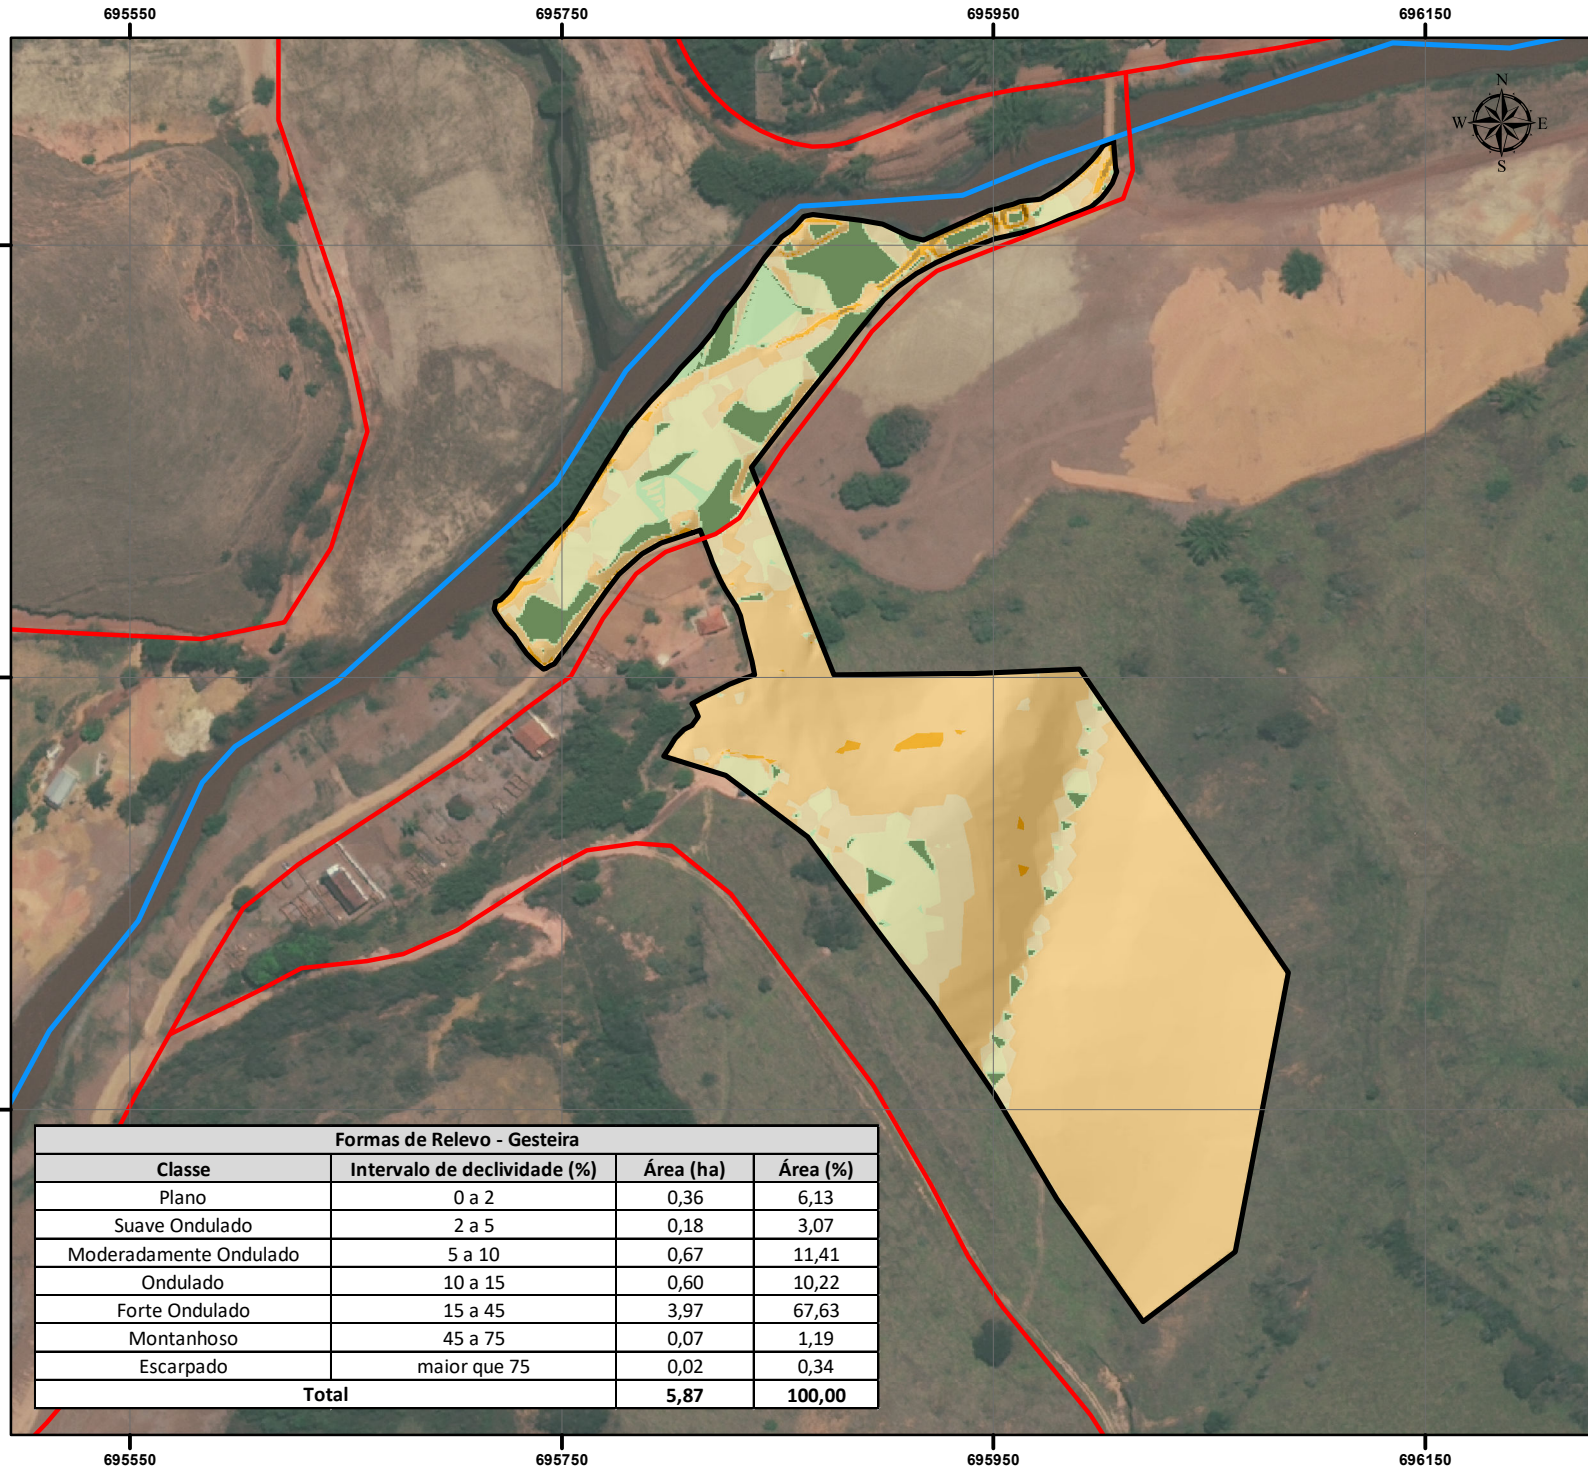 695550 695750 695950 696150
N
W E
S
Formas de Relevo - Gesteira
Classe Intervalo de declividade (%) Área (ha) Área (%)
Plano 0 a 2 0,36 6,13
Suave Ondulado 2 a 5 0,18 3,07
Moderadamente Ondulado 5 a 10 0,67 11,41
Ondulado 10 a 15 0,60 10,22
Forte Ondulado 15 a 45 3,97 67,63
Montanhoso 45 a 75 0,07 1,19
Escarpado maior que 75 0,02 0,34
Total 5,87 100,00
695550 695750 695950 696150